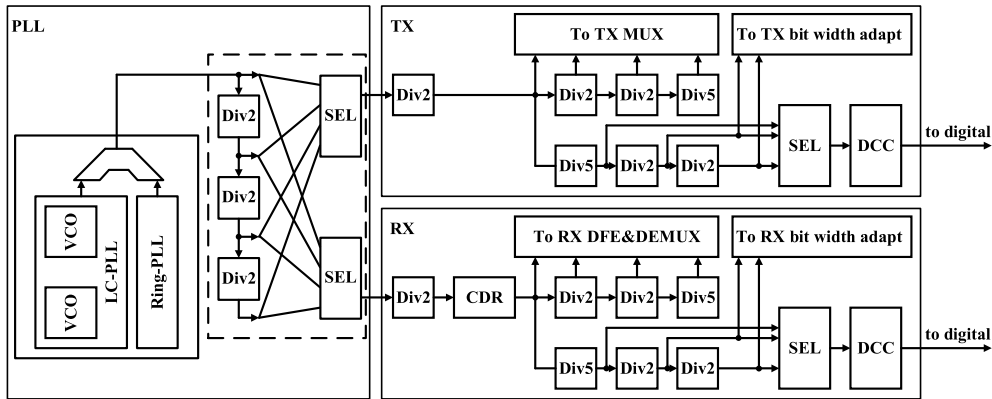 PLL
VCO
VCO
LC-PLL
Ring-PLL
Div2
Div2
Div2
SEL
SEL
TX
To TX MUX
To TX bit width adapt
Div2
Div2
Div2
Div5
Div5
Div2
Div2
SEL
DCC
to digital
RX
To RX DFE&DEMUX
To RX bit width adapt
Div2
CDR
Div2
Div2
Div5
Div5
Div2
Div2
SEL
DCC
to digital